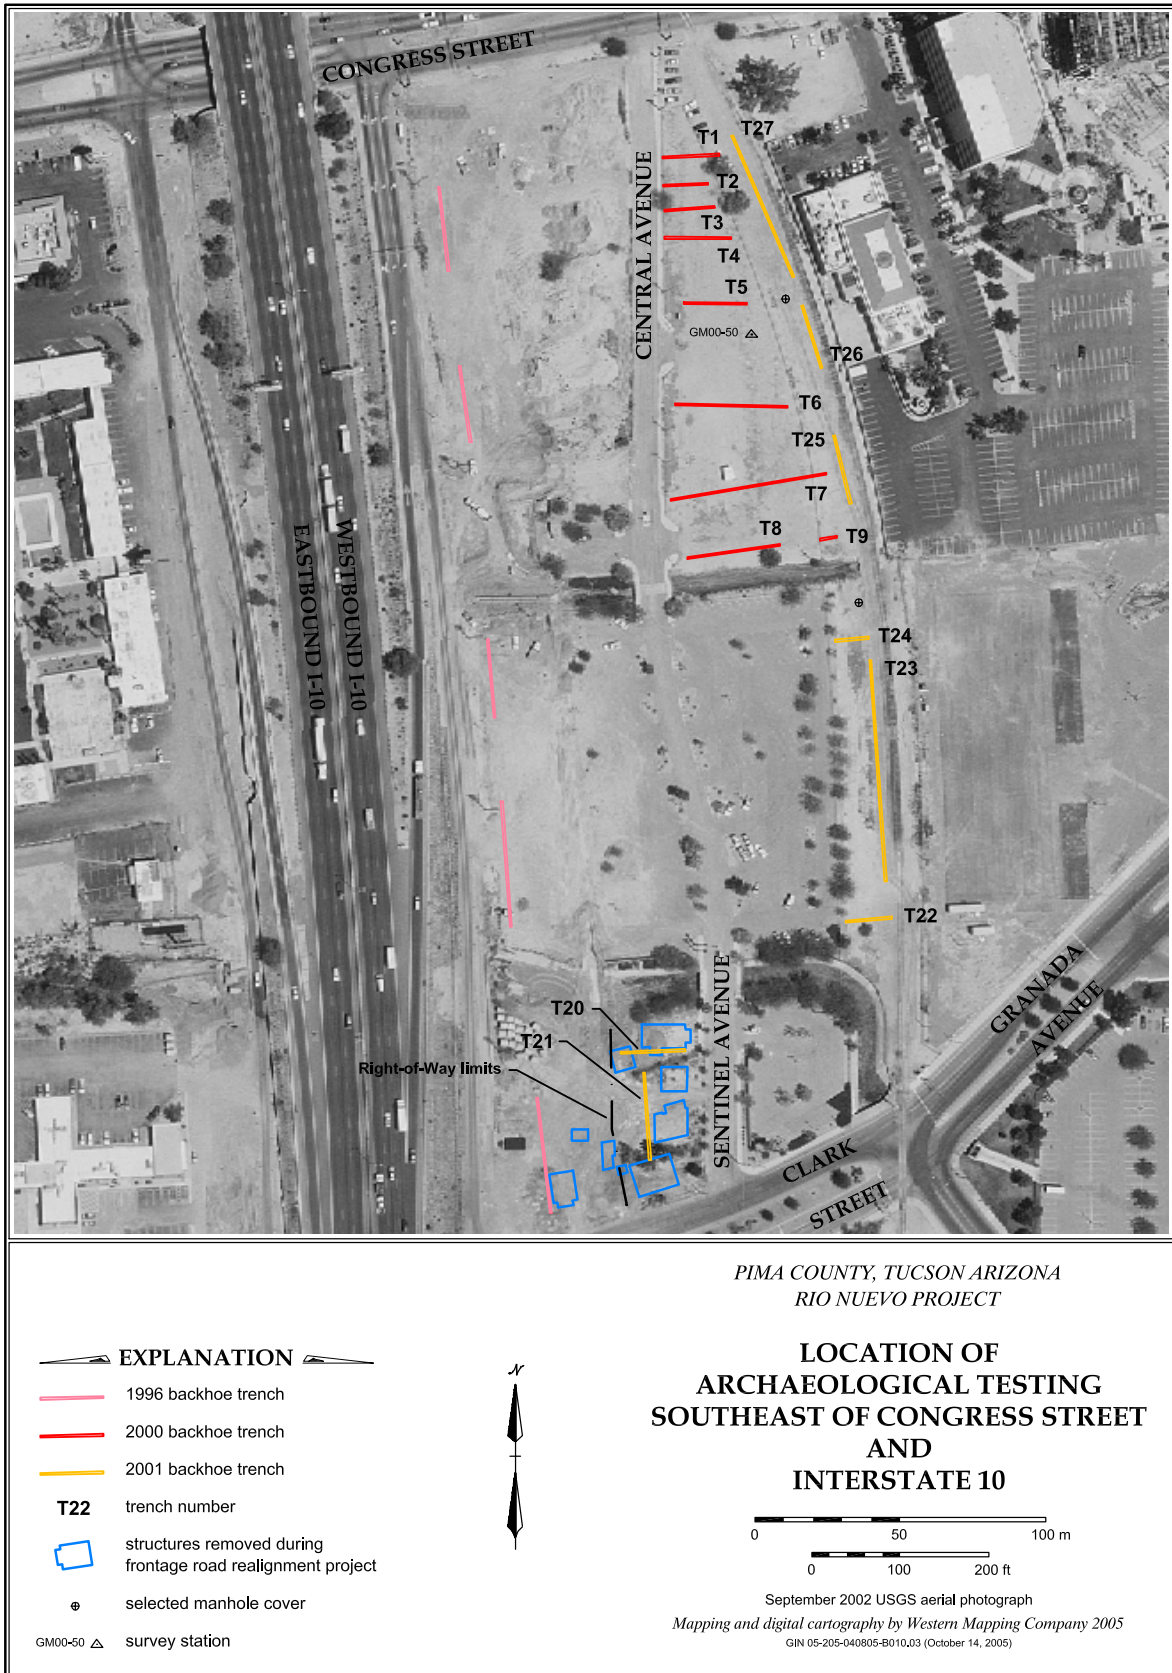 CONGRESS STREET
T27
T1
T2
T3
T4
CENTRAL AVENUE
T5
GM00-50
T26
T6
T25
T7
T8
T9
EASTBOUND I-10
WESTBOUND I-10
T24
T23
T22
GRANADA
AVENUE
SENTINEL AVENUE
T20
T21
Right-of-Way limits
CLARK
STREET
PIMA COUNTY, TUCSON ARIZONA
RIO NUEVO PROJECT
LOCATION OF
ARCHAEOLOGICAL TESTING
SOUTHEAST OF CONGRESS STREET
AND
INTERSTATE 10
EXPLANATION
1996 backhoe trench
2000 backhoe trench
2001 backhoe trench
T22 trench number
structures removed during
frontage road realignment project
selected manhole cover
GM00-50 survey station
N
0 50 100 m
0 100 200 ft
September 2002 USGS aerial photograph
Mapping and digital cartography by Western Mapping Company 2005
GIN 05-205-040805-B010.03 (October 14, 2005)